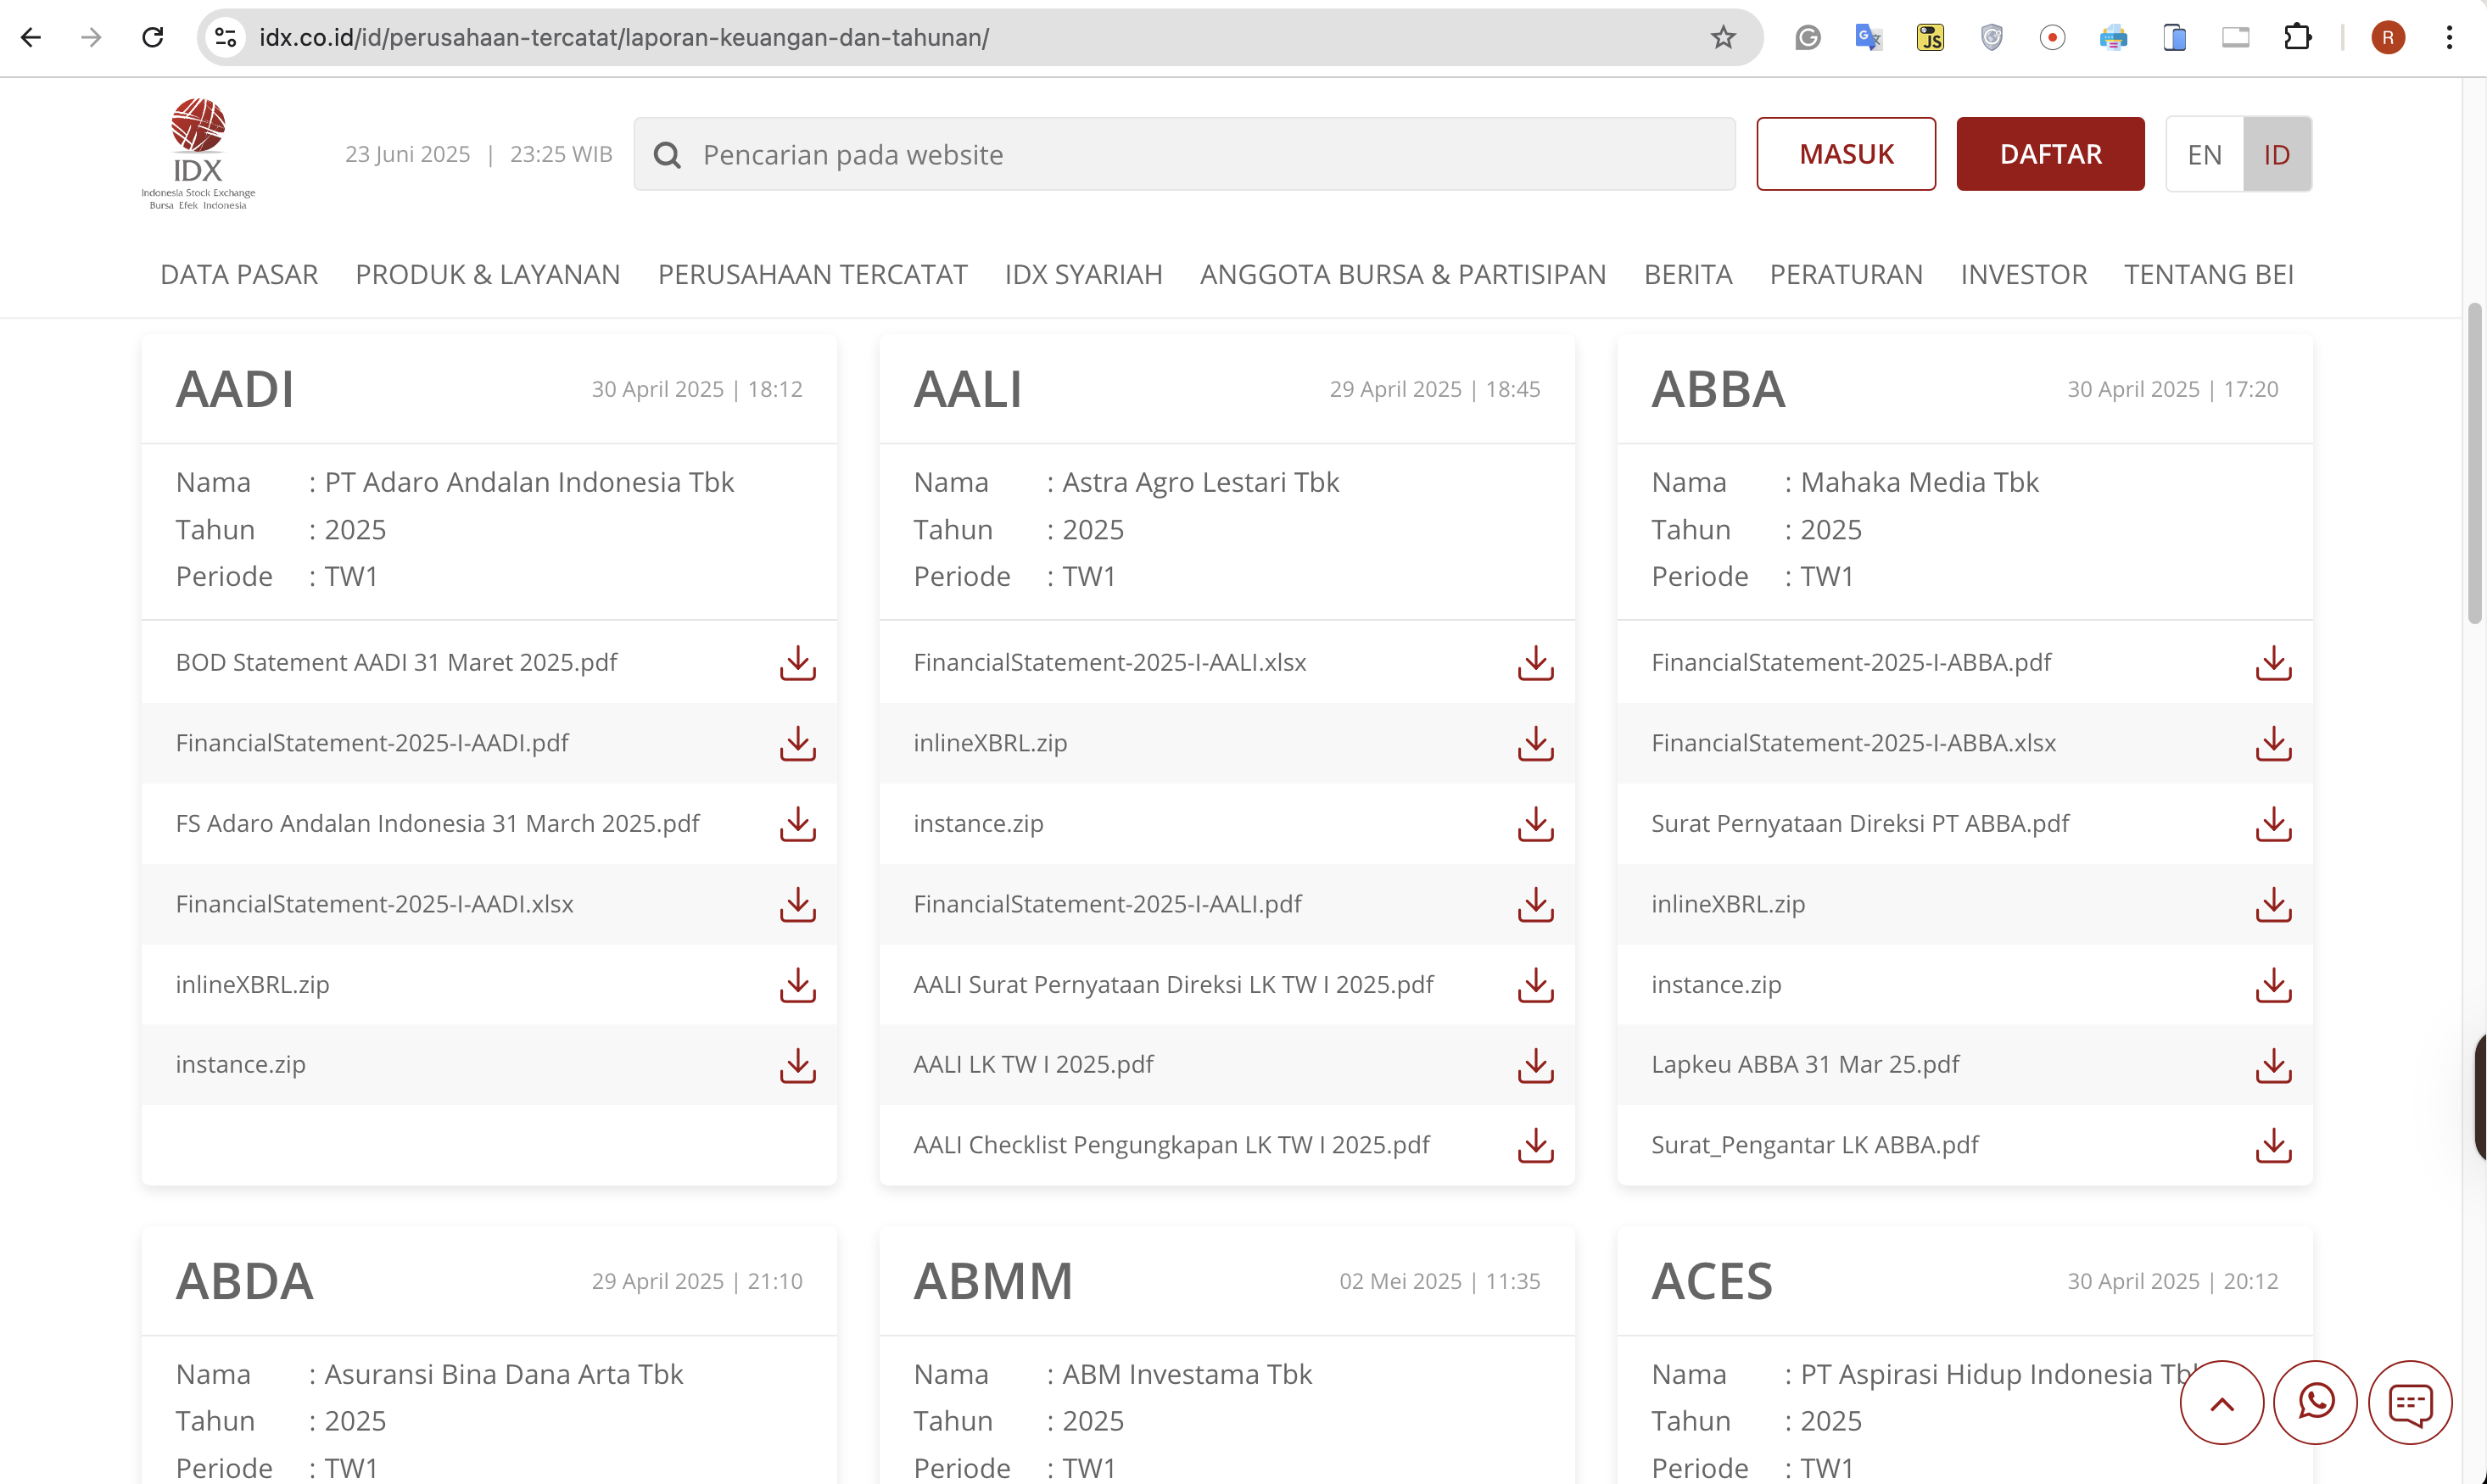 idx.co.id/id/perusahaan-tercatat/laporan-keuangan-dan-tahunan/
R
IDX
Indonesia Stock Exchange
Bursa Efek Indonesia
23 Juni 2025 | 23:25 WIB
Pencarian pada website
MASUK
DAFTAR
EN
ID
DATA PASAR
PRODUK & LAYANAN
PERUSAHAAN TERCATAT
IDX SYARIAH
ANGGOTA BURSA & PARTISIPAN
BERITA
PERATURAN
INVESTOR
TENTANG BEI
AADI
30 April 2025 | 18:12
Nama : PT Adaro Andalan Indonesia Tbk
Tahun : 2025
Periode : TW1
BOD Statement AADI 31 Maret 2025.pdf
FinancialStatement-2025-I-AADI.pdf
FS Adaro Andalan Indonesia 31 March 2025.pdf
FinancialStatement-2025-I-AADI.xlsx
inlineXBRL.zip
instance.zip
AALI
29 April 2025 | 18:45
Nama : Astra Agro Lestari Tbk
Tahun : 2025
Periode : TW1
FinancialStatement-2025-I-AALI.xlsx
inlineXBRL.zip
instance.zip
FinancialStatement-2025-I-AALI.pdf
AALI Surat Pernyataan Direksi LK TW I 2025.pdf
AALI LK TW I 2025.pdf
AALI Checklist Pengungkapan LK TW I 2025.pdf
ABBA
30 April 2025 | 17:20
Nama : Mahaka Media Tbk
Tahun : 2025
Periode : TW1
FinancialStatement-2025-I-ABBA.pdf
FinancialStatement-2025-I-ABBA.xlsx
Surat Pernyataan Direksi PT ABBA.pdf
inlineXBRL.zip
instance.zip
Lapkeu ABBA 31 Mar 25.pdf
Surat_Pengantar LK ABBA.pdf
ABDA
29 April 2025 | 21:10
Nama : Asuransi Bina Dana Arta Tbk
Tahun : 2025
Periode : TW1
ABMM
02 Mei 2025 | 11:35
Nama : ABM Investama Tbk
Tahun : 2025
Periode : TW1
ACES
30 April 2025 | 20:12
Nama : PT Aspirasi Hidup Indonesia
Tahun : 2025
Periode : TW1